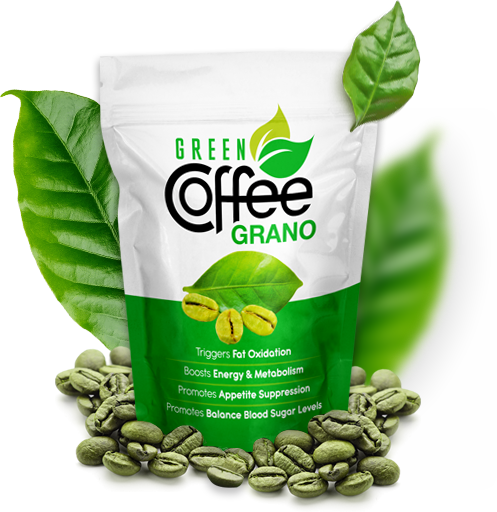 GREEN
Coffee
GRANO
Triggers Fat Oxidation
Boosts Energy & Metabolism
Promotes Appetite Suppression
Promotes Balance Blood Sugar Levels